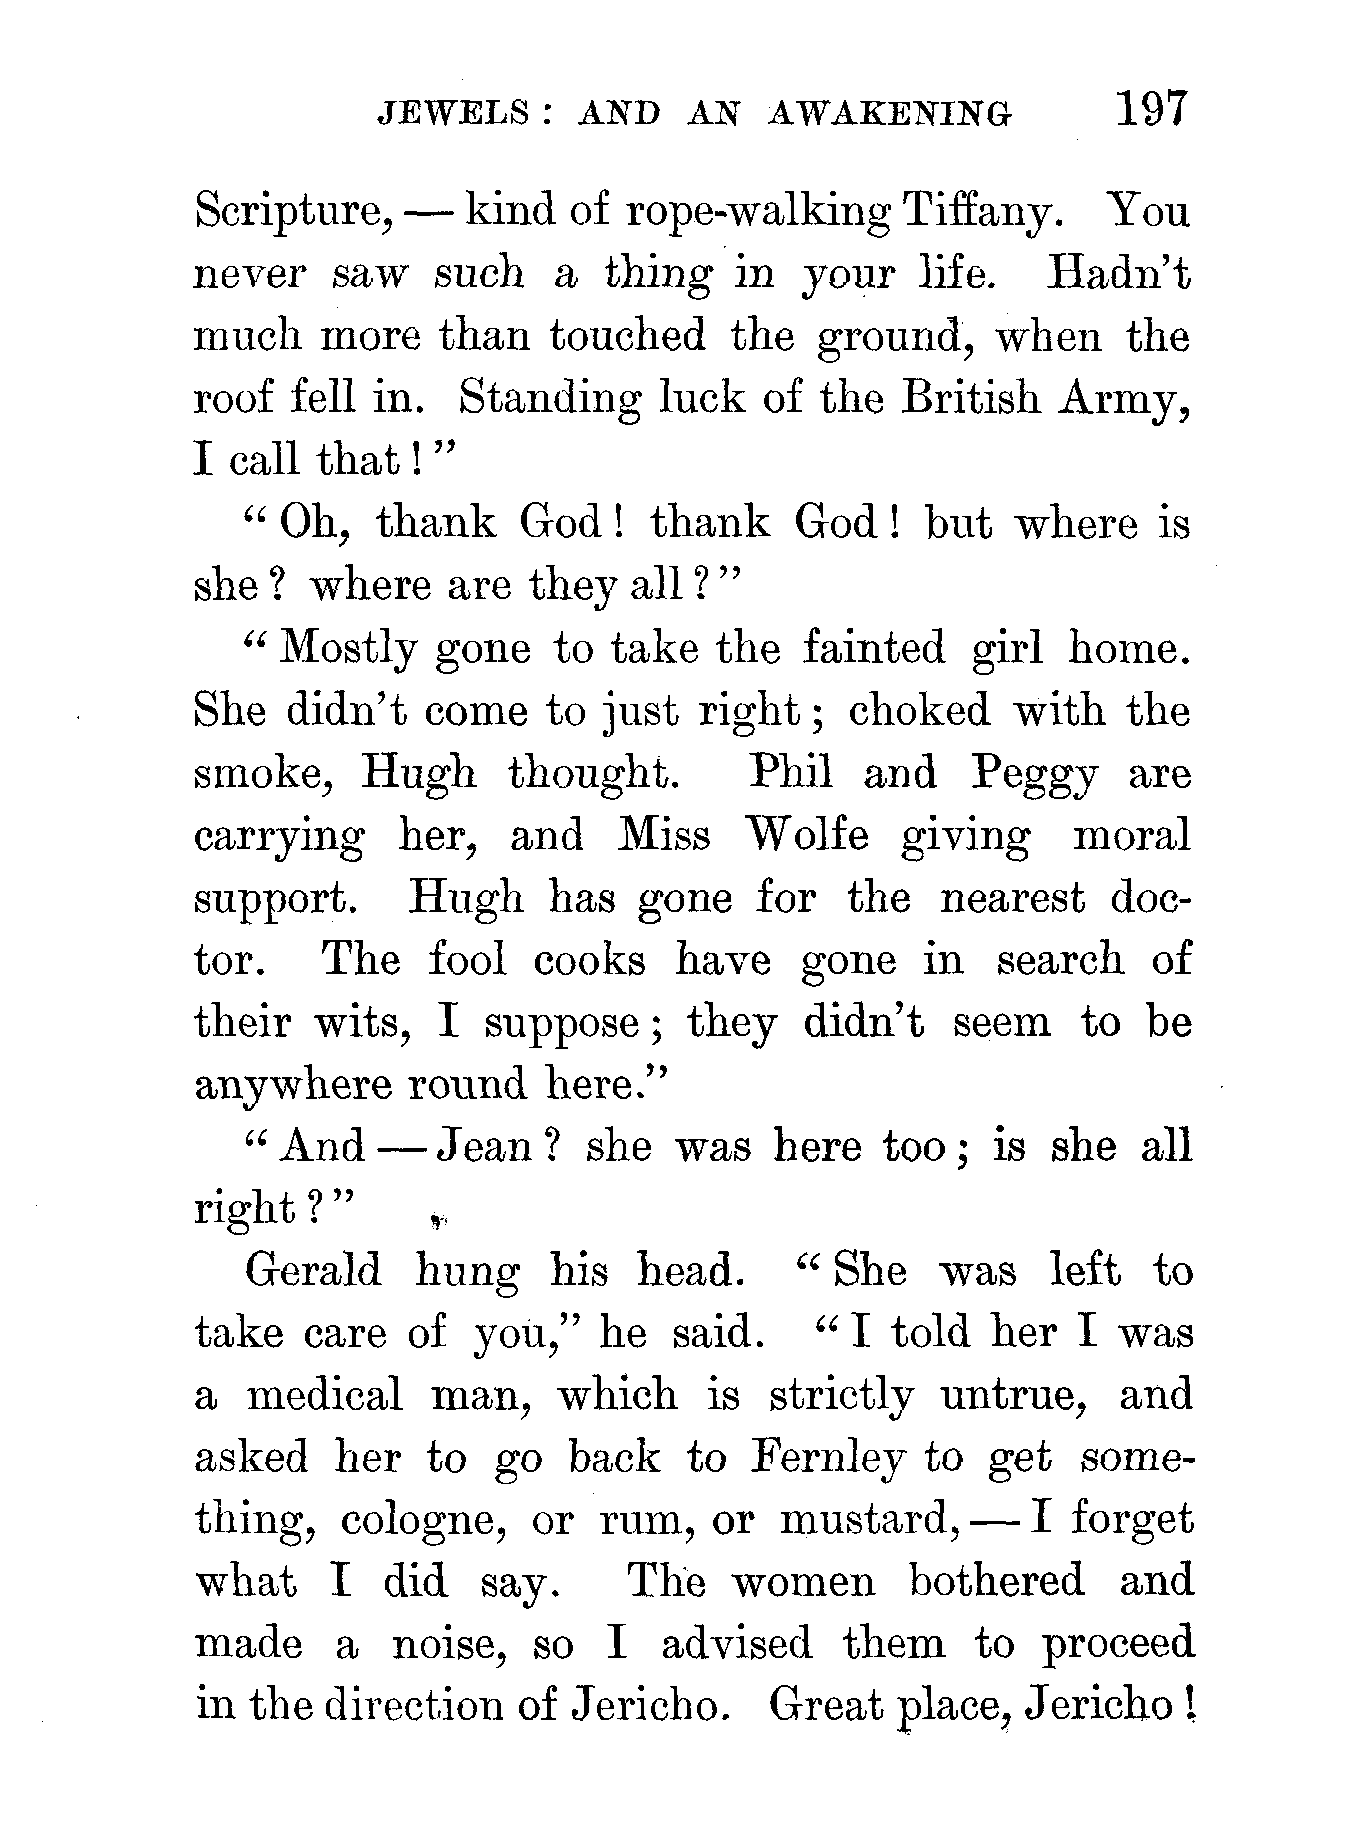 JEWELS : AND AN AWAKENING 197
Scripture, — kind of rope-walking Tiffany. You
never saw such a thing in your life. Hadn't
much more than touched the ground, when the
roof fell in. Standing luck of the British Army,
I call that ! ”
“ Oh, thank God ! thank God ! but where is
she ? where are they all ? ”
“ Mostly gone to take the fainted girl home.
She didn't come to just right ; choked with the
smoke, Hugh thought. Phil and Peggy are
carrying her, and Miss Wolfe giving moral
support. Hugh has gone for the nearest doc-
tor. The fool cooks have gone in search of
their wits, I suppose ; they didn't seem to be
anywhere round here.”
“ And — Jean ? she was here too ; is she all
right ? ”
Gerald hung his head. “ She was left to
take care of you,” he said. “ I told her I was
a medical man, which is strictly untrue, and
asked her to go back to Fernley to get some-
thing, cologne, or rum, or mustard, — I forget
what I did say. The women bothered and
made a noise, so I advised them to proceed
in the direction of Jericho. Great place, Jericho !